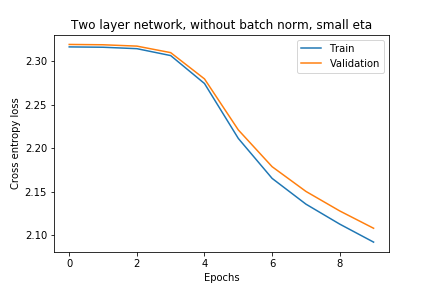 Two layer network, without batch norm, small eta
Train
Validation
2.30
2.25
2.20
2.15
2.10
Cross entropy loss
0
2
4
6
8
Epochs